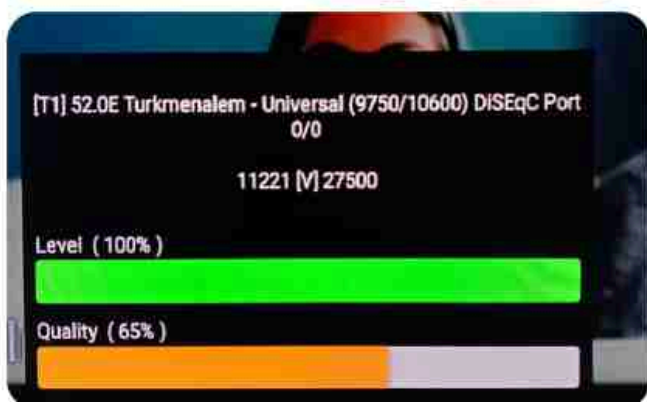 [T1] 52.0E Turkmenalem - Universal (9750/10600) DiSEqC Port
0/0
11221 [V] 27500
Level ( 100% )
Quality ( 65% )